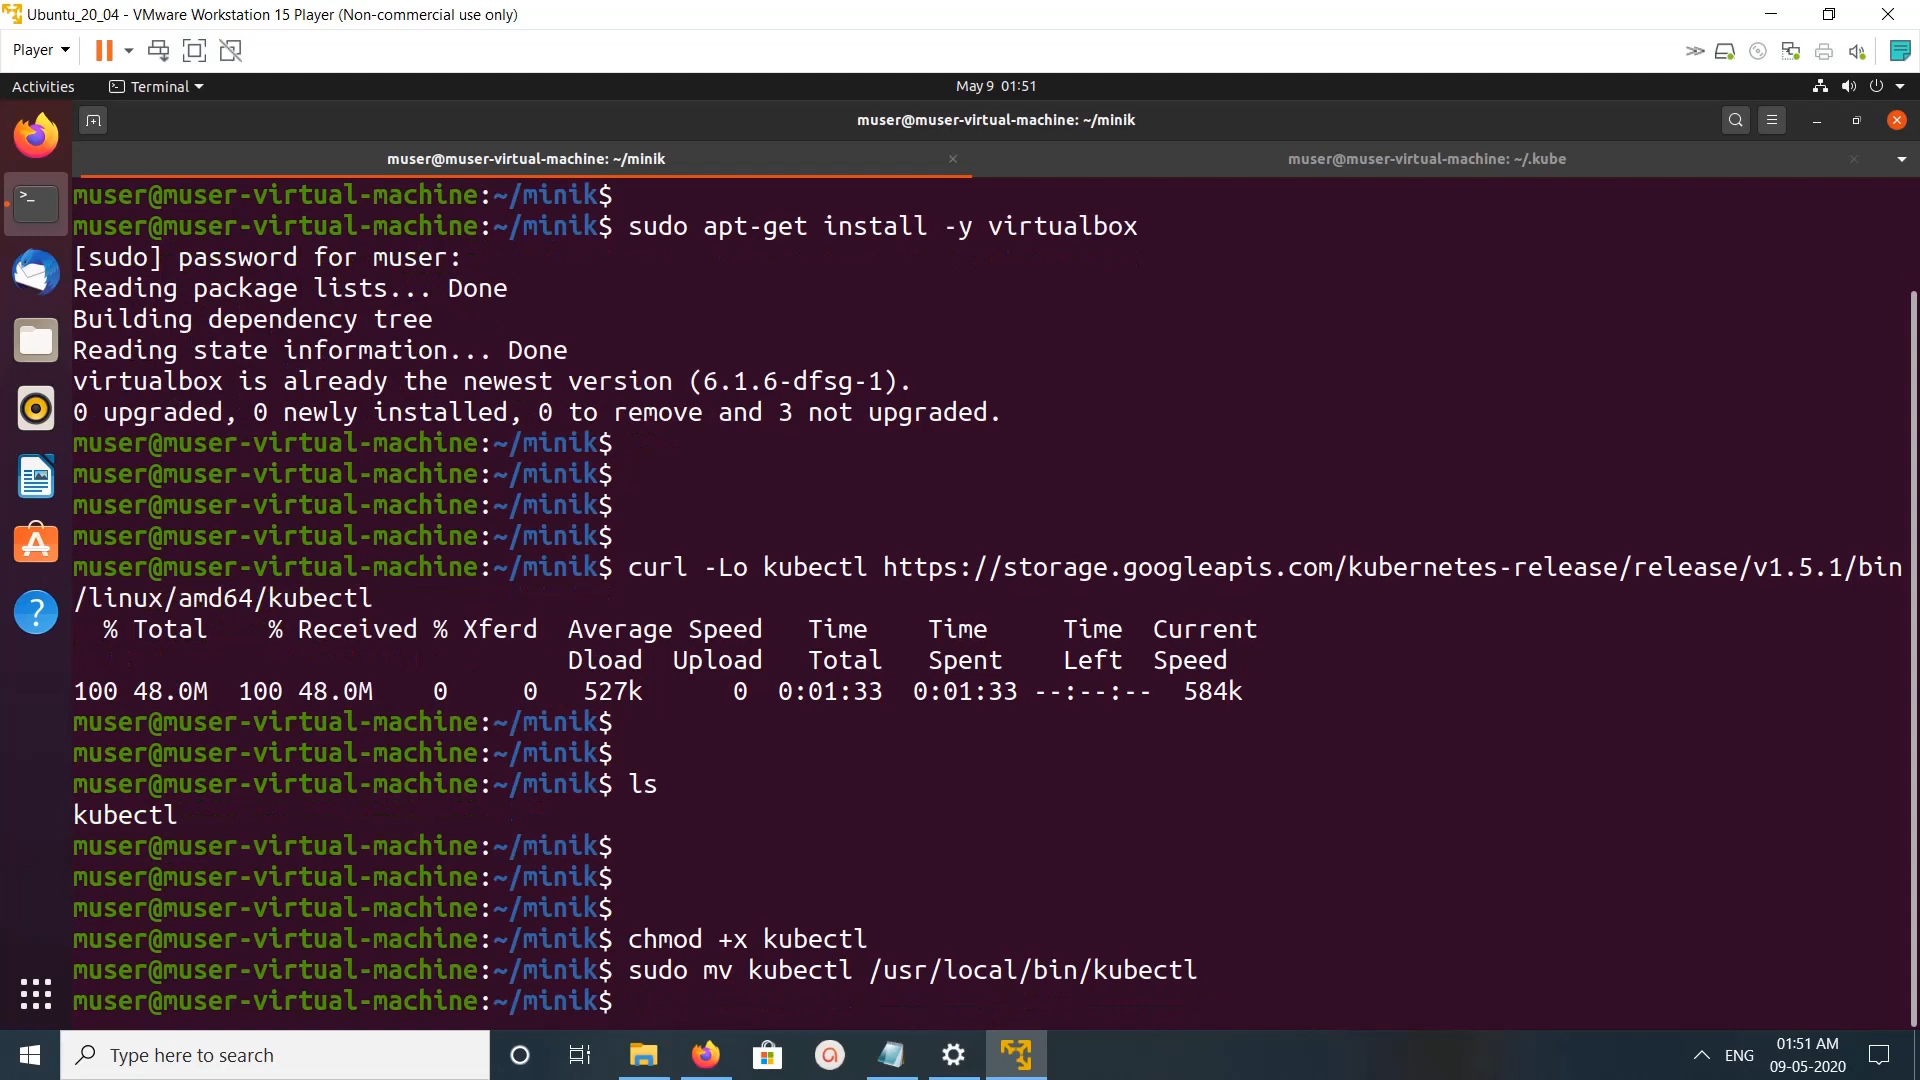 Ubuntu_20_04 - VMware Workstation 15 Player (Non-commercial use only)
Player
Activities
Terminal
May 9 01:51
muser@muser-virtual-machine: ~/minik
muser@muser-virtual-machine: ~/minik
muser@muser-virtual-machine: ~/.kube
muser@muser-virtual-machine:~/minik$
muser@muser-virtual-machine:~/minik$ sudo apt-get install -y virtualbox
[sudo] password for muser:
Reading package lists... Done
Building dependency tree
Reading state information... Done
virtualbox is already the newest version (6.1.6-dfsg-1).
0 upgraded, 0 newly installed, 0 to remove and 3 not upgraded.
muser@muser-virtual-machine:~/minik$
muser@muser-virtual-machine:~/minik$
muser@muser-virtual-machine:~/minik$
muser@muser-virtual-machine:~/minik$
muser@muser-virtual-machine:~/minik$ curl -Lo kubectl https://storage.googleapis.com/kubernetes-release/release/v1.5.1/bin
/linux/amd64/kubectl
% Total % Received % Xferd Average Speed Time Time Time Current
Dload Upload Total Spent Left Speed
100 48.0M 100 48.0M 0 0 527k 0 0:01:33 0:01:33 --:--:-- 584k
muser@muser-virtual-machine:~/minik$
muser@muser-virtual-machine:~/minik$
muser@muser-virtual-machine:~/minik$ ls
kubectl
muser@muser-virtual-machine:~/minik$
muser@muser-virtual-machine:~/minik$
muser@muser-virtual-machine:~/minik$
muser@muser-virtual-machine:~/minik$ chmod +x kubectl
muser@muser-virtual-machine:~/minik$ sudo mv kubectl /usr/local/bin/kubectl
muser@muser-virtual-machine:~/minik$
Type here to search
ENG
01:51 AM
09-05-2020